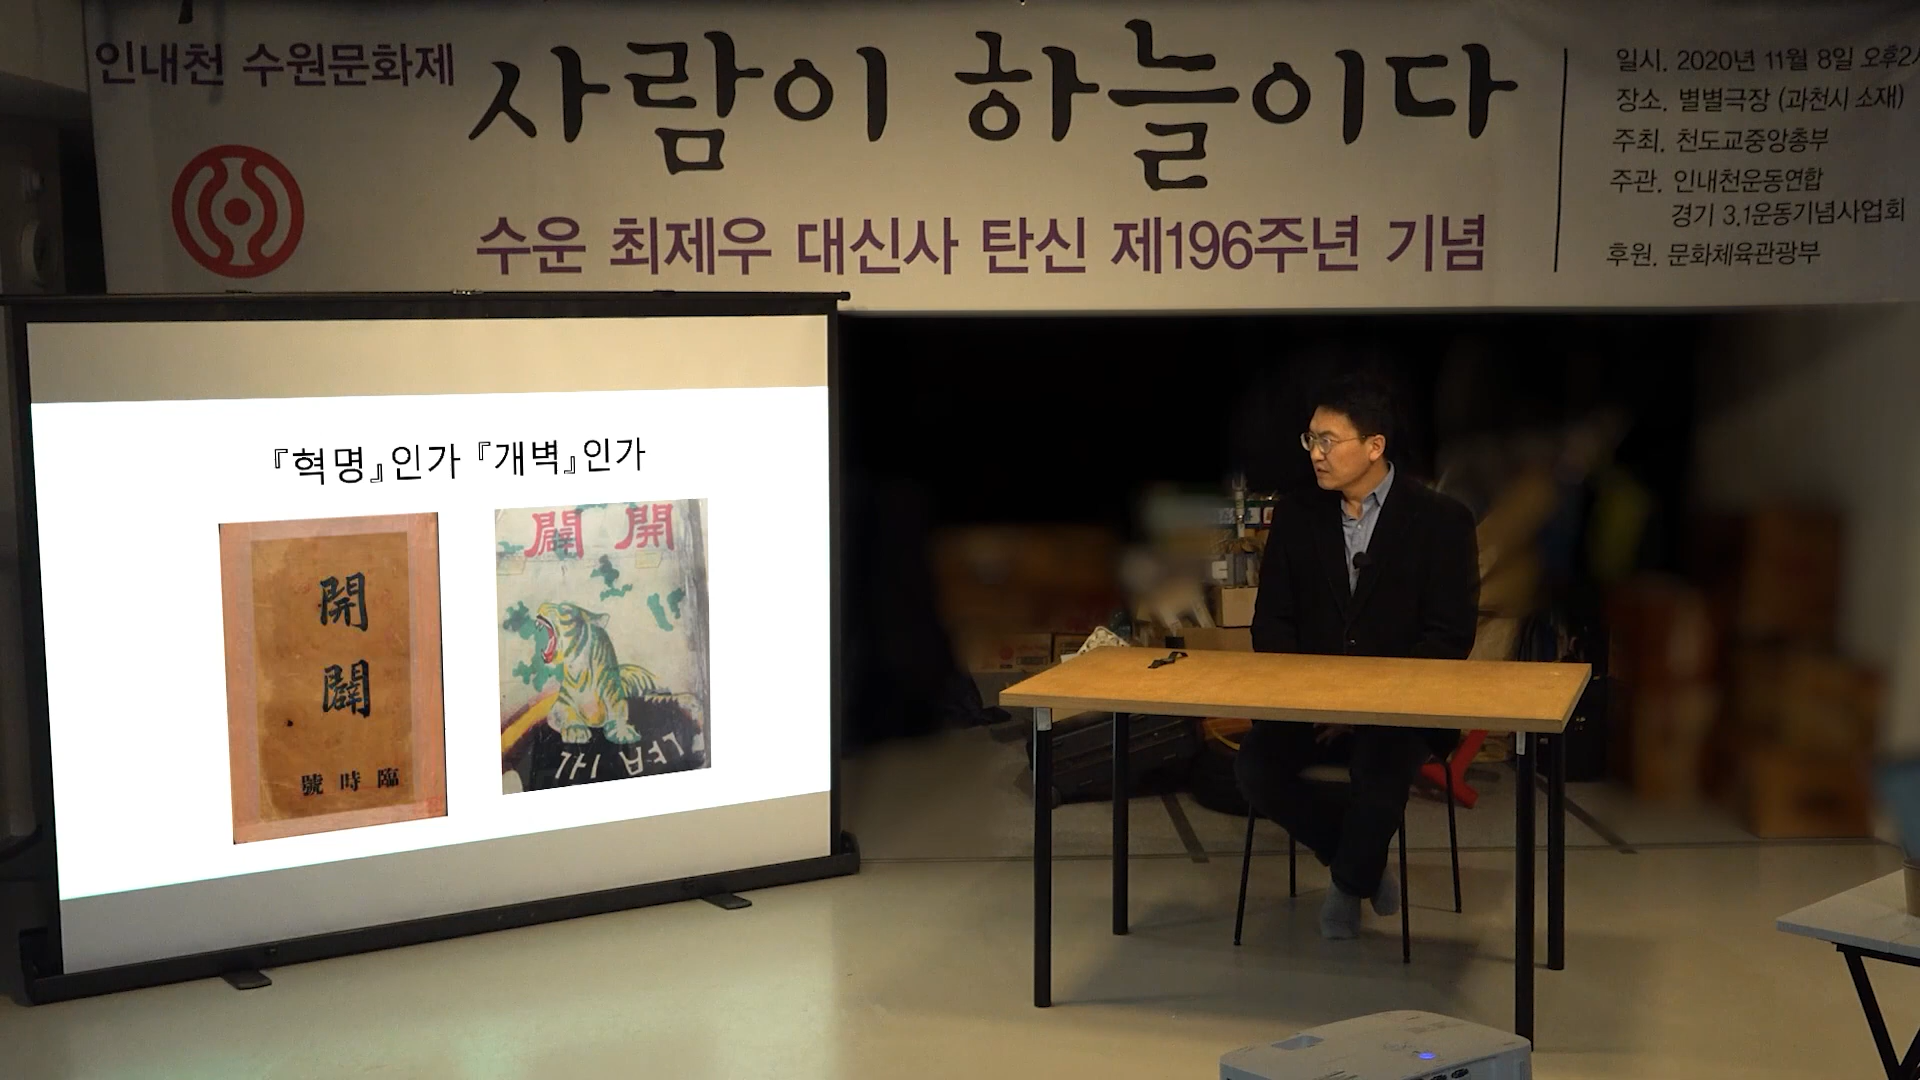 인내천 수원문화제
사람이 하늘이다
수운 최제우 대신사 탄신 제196주년 기념
일시. 2020년 11월 8일 오후2시
장소. 별별극장 (과천시 소재)
주최. 천도교중앙총부
주관. 인내천운동연합
경기 3.1운동기념사업회
후원. 문화체육관광부
『혁명』인가 『개벽』인가
開
闢
號時臨
闢開
개벽